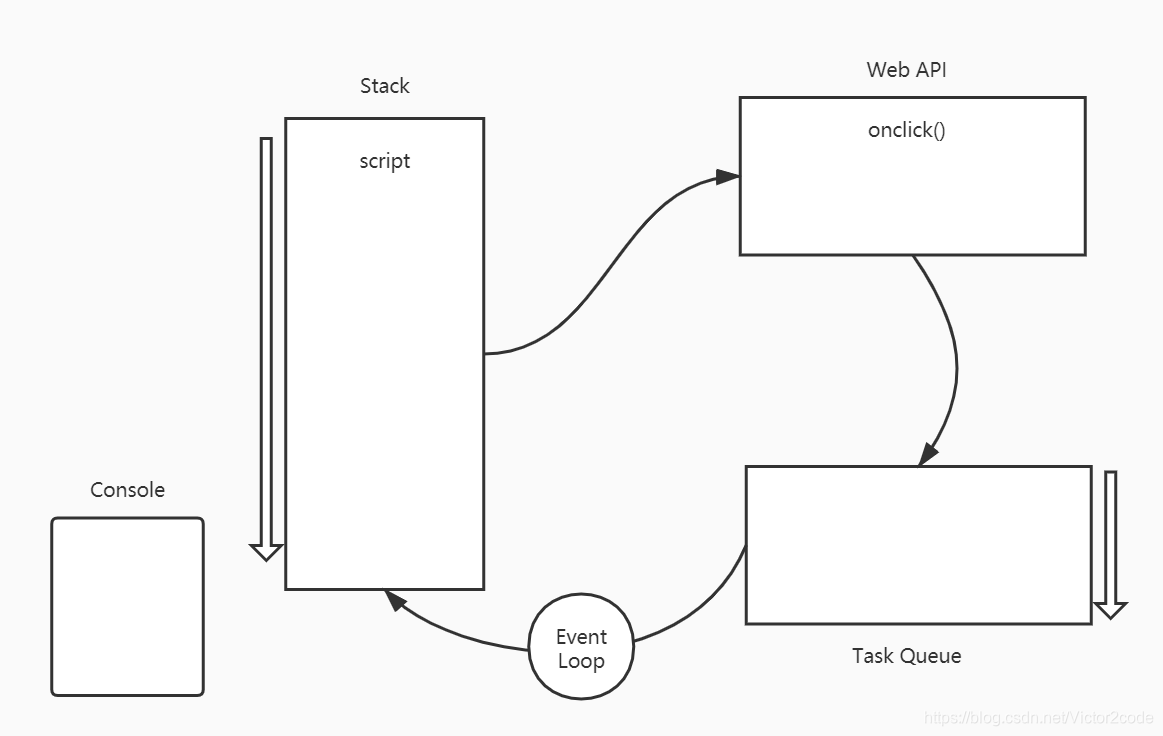 Stack
script
Web API
onclick()
Console
Event
Loop
Task Queue
https://blog.csdn.net/Victor2code